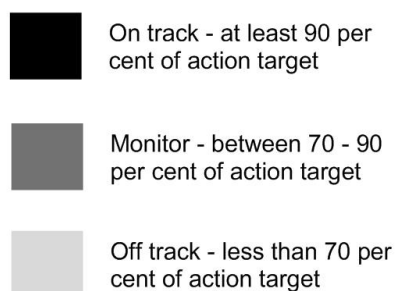 On track - at least 90 per
cent of action target
Monitor - between 70 - 90
per cent of action target
Off track - less than 70 per
cent of action target